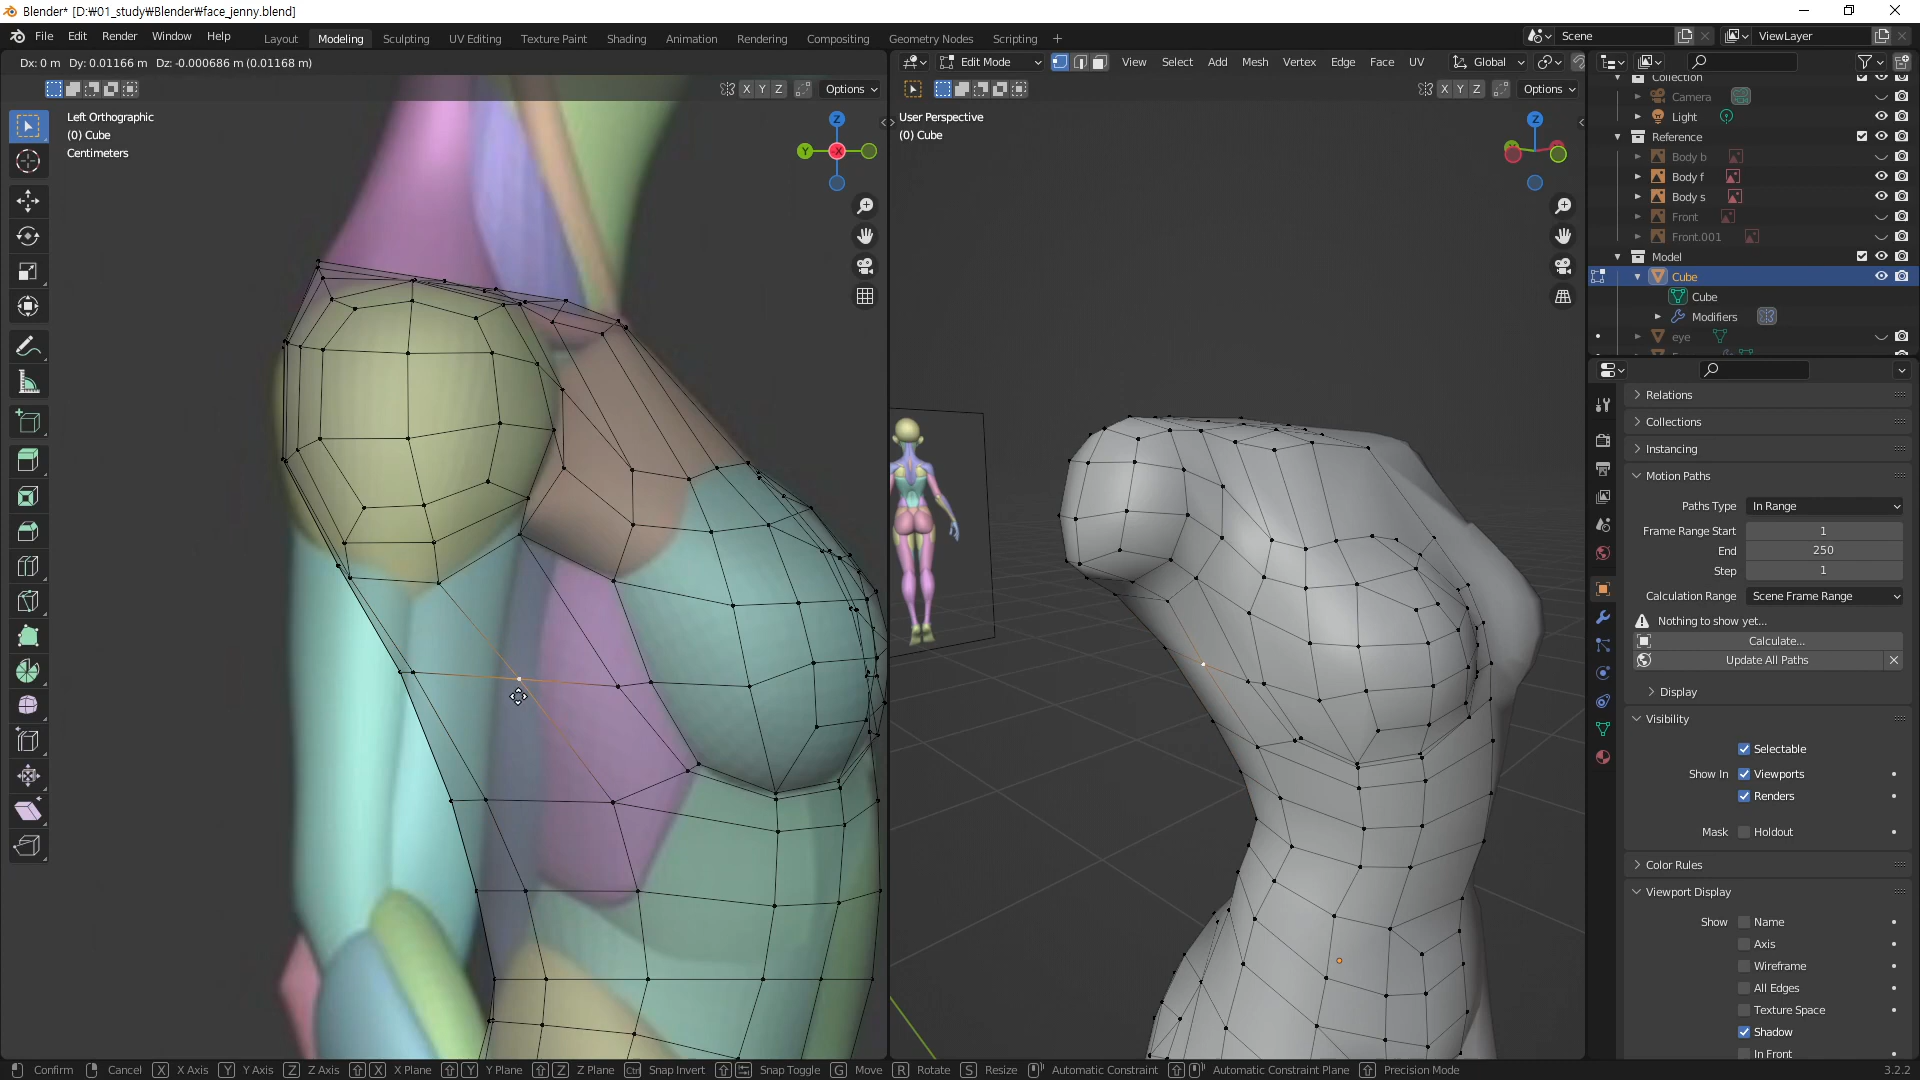 Blender* [D:₩01_study₩Blender₩face_jenny.blend]
File Edit Render Window Help Layout Modeling Sculpting UV Editing Texture Paint Shading Animation Rendering Compositing Geometry Nodes Scripting + Scene ViewLayer
Dx: 0 m Dy: 0.01166 m Dz: -0.000686 m (0.01168 m)
Edit Mode View Select Add Mesh Vertex Edge Face UV Global
X Y Z Options
X Y Z Options
Left Orthographic
(0) Cube
Centimeters
Z
Y
-X
User Perspective
(0) Cube
Z
Collection
Camera
Light
Reference
Body b
Body f
Body s
Front
Front.001
Model
Cube
Cube
Modifiers
eye
Relations
Collections
Instancing
Motion Paths
Paths Type In Range
Frame Range Start 1
End 250
Step 1
Calculation Range Scene Frame Range
Nothing to show yet...
Calculate...
Update All Paths
Display
Visibility
Selectable
Show In Viewports
Renders
Mask Holdout
Color Rules
Viewport Display
Show Name
Axis
Wireframe
All Edges
Texture Space
Shadow
In Front
Confirm Cancel X X Axis Y Y Axis Z Z Axis X X Plane Y Y Plane Z Z Plane Ctrl Snap Invert Snap Toggle G Move R Rotate S Resize Automatic Constraint Automatic Constraint Plane Precision Mode 3.2.2